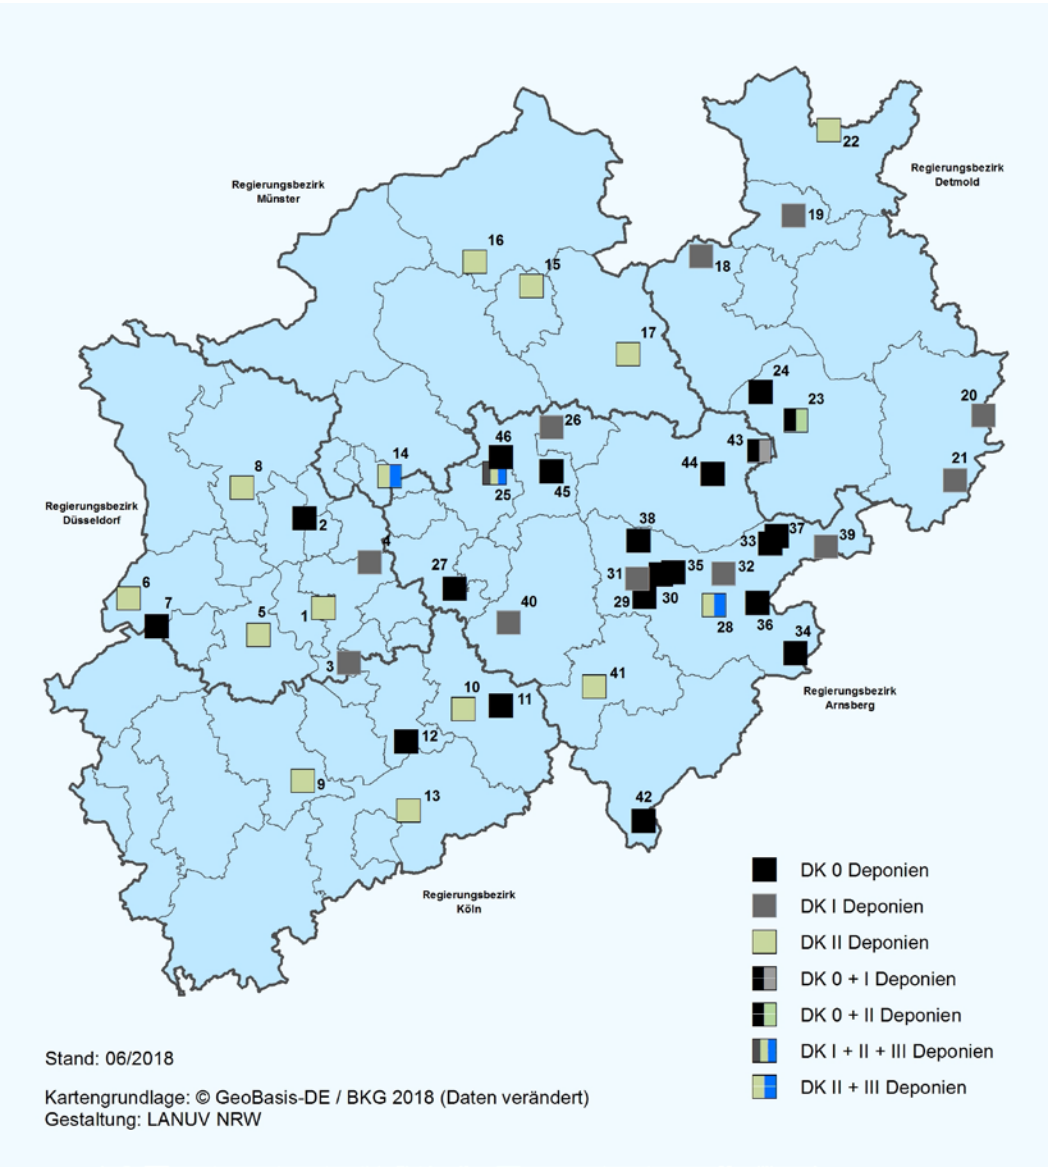 22
Regierungsbezirk
Detmold
Regierungsbezirk
Münster
19
16
15
18
17
24
23
20
26
46
43
14
44
21
8
25
45
Regierungsbezirk
Düsseldorf
2
38
37
33
39
4
27
35
31
32
6
30
29
7
5
1
40
28
36
34
3
41
10
11
Regierungsbezirk
Arnsberg
12
9
13
42
DK 0 Deponien
Regierungsbezirk
Köln
DK I Deponien
DK II Deponien
DK 0 + I Deponien
DK 0 + II Deponien
DK I + II + III Deponien
DK II + III Deponien
Stand: 06/2018
Kartengrundlage: © GeoBasis-DE / BKG 2018 (Daten verändert)
Gestaltung: LANUV NRW